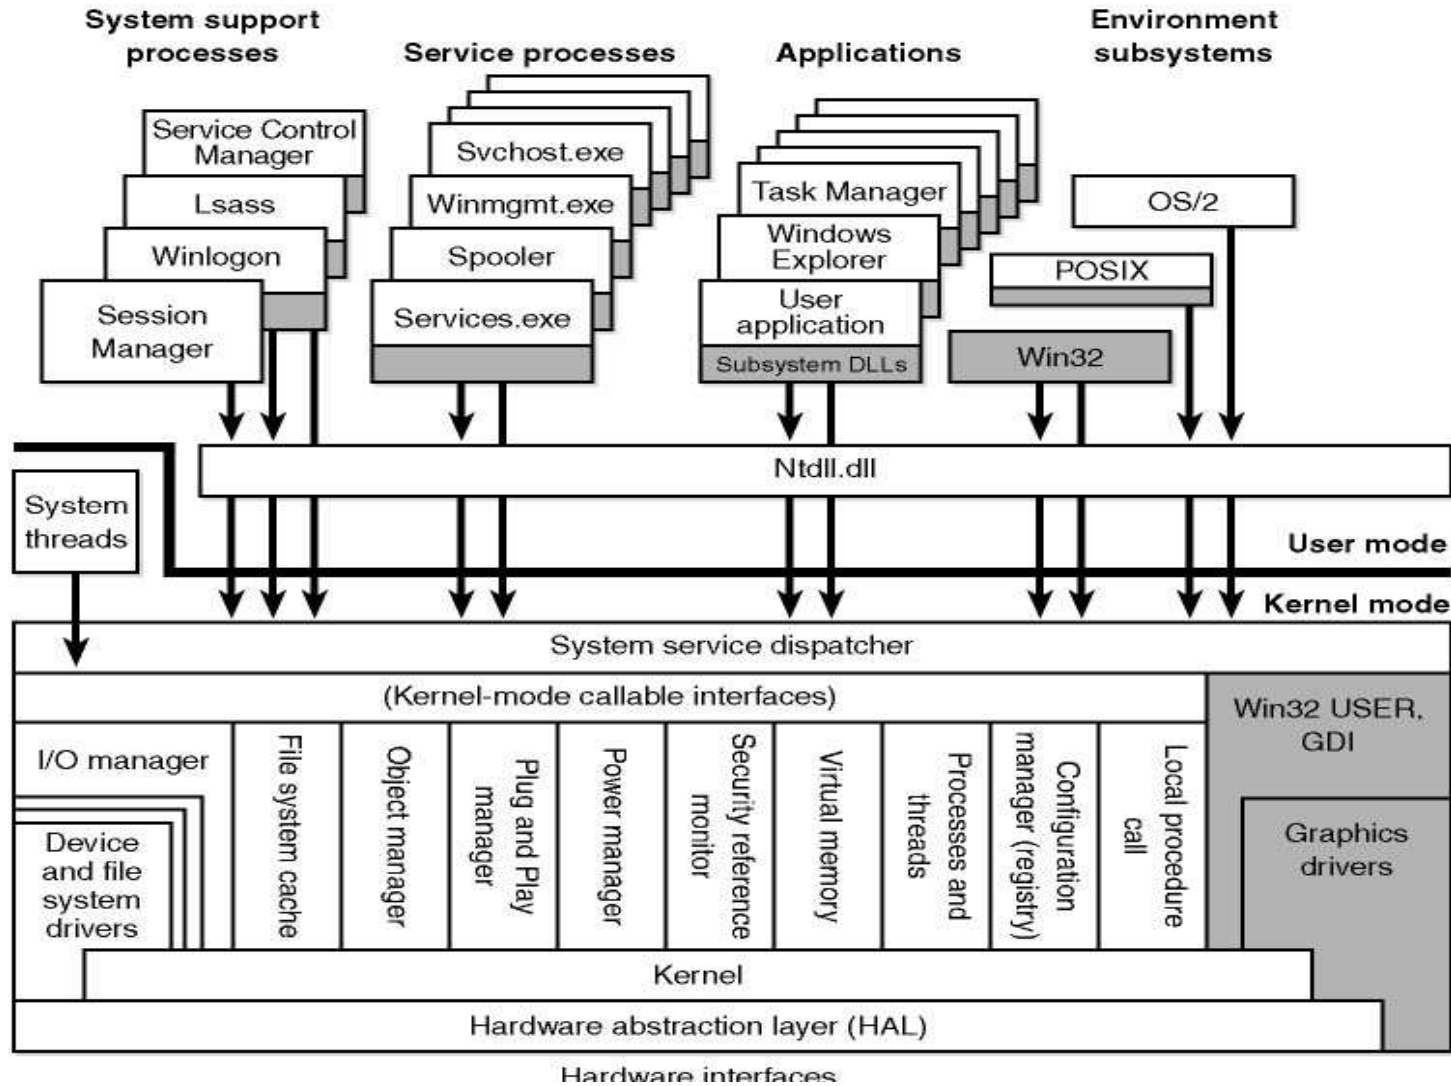 System support
processes
Service processes
Applications
Environment
subsystems
Service Control
Manager
Lsass
Winlogon
Session
Manager
Svchost.exe
Winmgmt.exe
Spooler
Services.exe
Task Manager
Windows
Explorer
User
application
Subsystem DLLs
OS/2
POSIX
Win32
Ntdll.dll
System
threads
User mode
Kernel mode
System service dispatcher
(Kernel-mode callable interfaces)
Win32 USER,
GDI
I/O manager
Device
and file
system
drivers
File system cache
Object manager
Plug and Play
manager
Power manager
Security reference
monitor
Virtual memory
Processes and
threads
Configuration
manager (registry)
Local procedure
call
Graphics
drivers
Kernel
Hardware abstraction layer (HAL)
Hardware interfaces